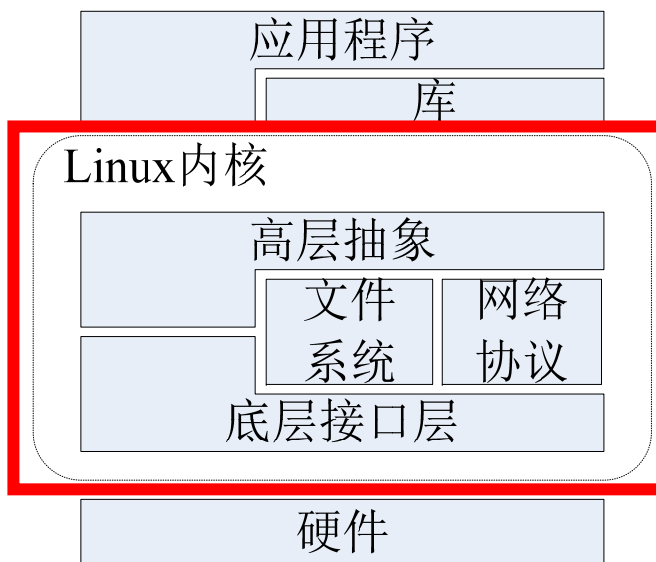 应用程序
库
Linux内核
高层抽象
文件
系统
网络
协议
底层接口层
硬件